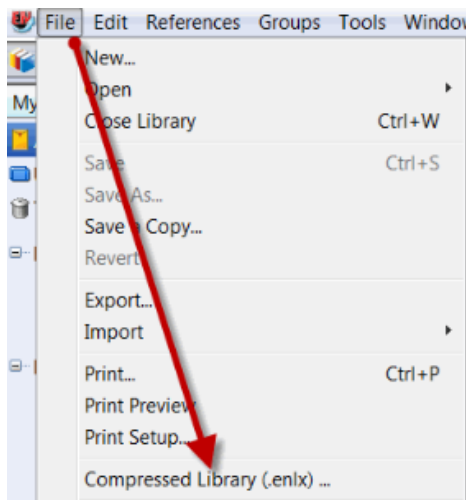 File Edit References Groups Tools Window
New...
My
Open
Close Library Ctrl+W
Save Ctrl+S
Save As...
Save a Copy...
Revert
Export...
Import
Print... Ctrl+P
Print Preview
Print Setup...
Compressed Library (.enlx) ...